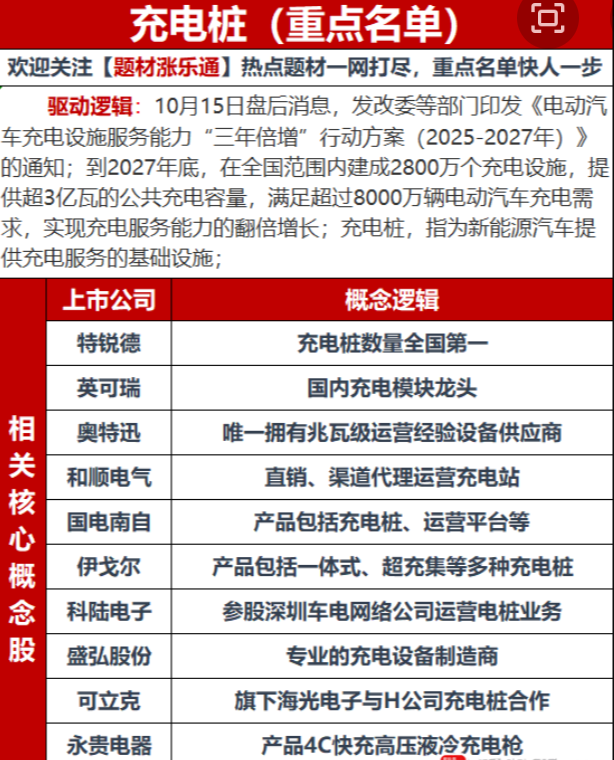 充电桩（重点名单）
欢迎关注【题材涨乐通】热点题材一网打尽，重点名单快人一步
驱动逻辑：10月15日盘后消息，发改委等部门印发《电动汽
车充电设施服务能力“三年倍增”行动方案（2025-2027年）》
的通知；到2027年底，在全国范围内建成2800万个充电设施，提
供超3亿瓦的公共充电容量，满足超过8000万辆电动汽车充电需
求，实现充电服务能力的翻倍增长；充电桩，指为新能源汽车提
供充电服务的基础设施；
相关核心概念股
上市公司 概念逻辑
特锐德 充电桩数量全国第一
英可瑞 国内充电模块龙头
奥特迅 唯一拥有兆瓦级运营经验设备供应商
和顺电气 直销、渠道代理运营充电站
国电南自 产品包括充电桩、运营平台等
伊戈尔 产品包括一体式、超充集等多种充电桩
科陆电子 参股深圳车电网络公司运营电桩业务
盛弘股份 专业的充电设备制造商
可立克 旗下海光电子与H公司充电桩合作
永贵电器 产品4C快充高压液冷充电枪